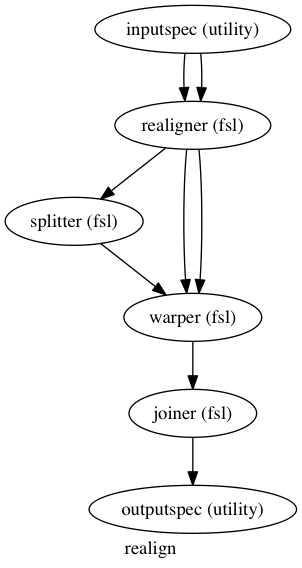 inputspec (utility)
realigner (fsl)
splitter (fsl)
warper (fsl)
joiner (fsl)
outputspec (utility)
realign